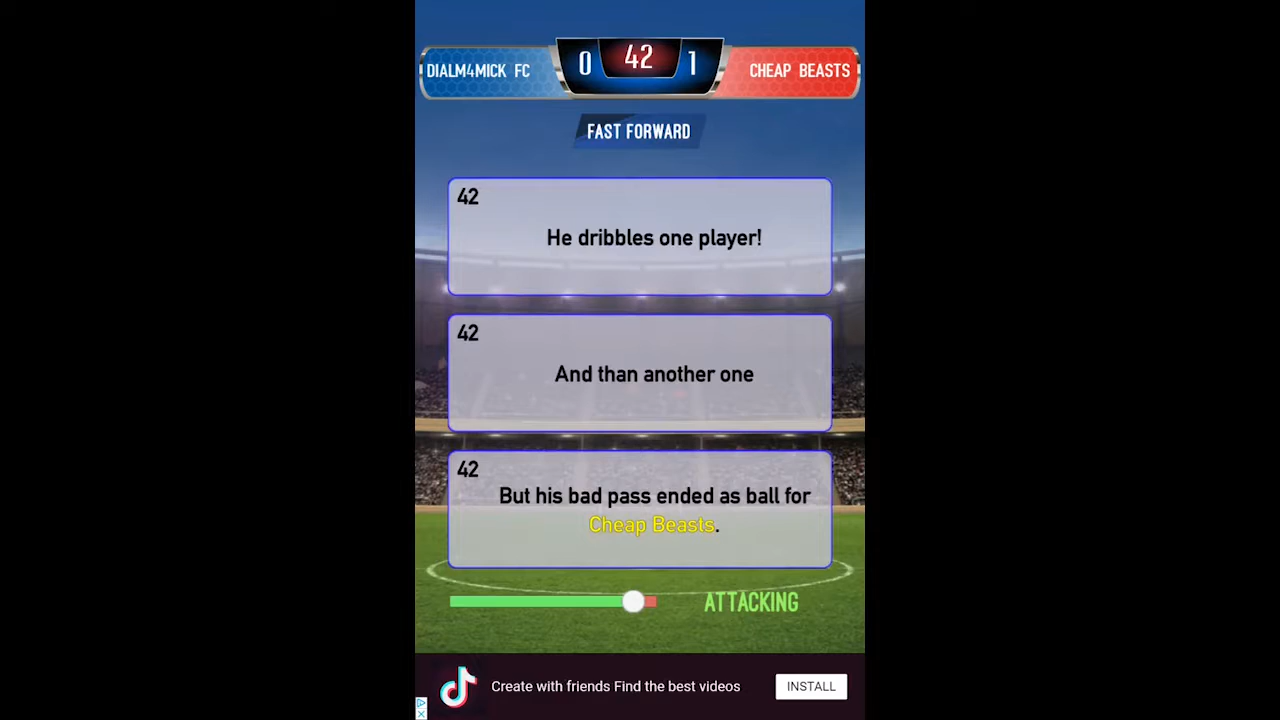 DIALM4MICK FC
0
42
1
CHEAP BEASTS
FAST FORWARD
42
He dribbles one player!
42
And than another one
42
But his bad pass ended as ball for
Cheap Beasts.
ATTACKING
Create with friends Find the best videos
INSTALL